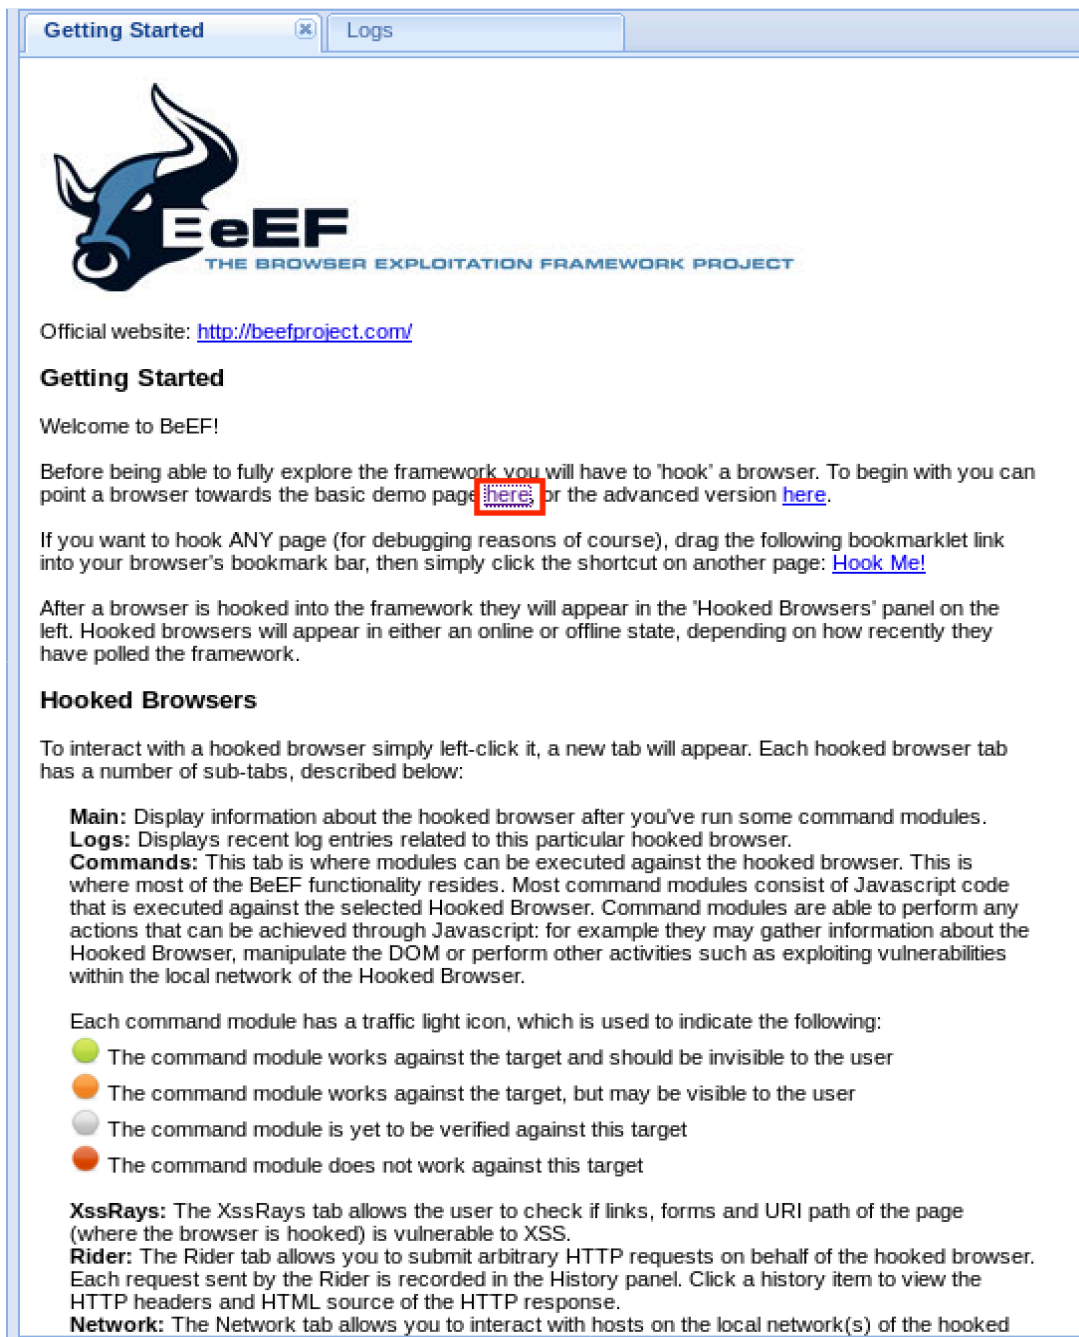 Getting Started
Logs
BeEF
THE BROWSER EXPLOITATION FRAMEWORK PROJECT
Official website: http://beefproject.com/
Getting Started
Welcome to BeEF!
Before being able to fully explore the framework you will have to 'hook' a browser. To begin with you can
point a browser towards the basic demo page here, or the advanced version here.
If you want to hook ANY page (for debugging reasons of course), drag the following bookmarklet link
into your browser's bookmark bar, then simply click the shortcut on another page: Hook Me!
After a browser is hooked into the framework they will appear in the 'Hooked Browsers' panel on the
left. Hooked browsers will appear in either an online or offline state, depending on how recently they
have polled the framework.
Hooked Browsers
To interact with a hooked browser simply left-click it, a new tab will appear. Each hooked browser tab
has a number of sub-tabs, described below:
Main: Display information about the hooked browser after you've run some command modules.
Logs: Displays recent log entries related to this particular hooked browser.
Commands: This tab is where modules can be executed against the hooked browser. This is
where most of the BeEF functionality resides. Most command modules consist of Javascript code
that is executed against the selected Hooked Browser. Command modules are able to perform any
actions that can be achieved through Javascript: for example they may gather information about the
Hooked Browser, manipulate the DOM or perform other activities such as exploiting vulnerabilities
within the local network of the Hooked Browser.
Each command module has a traffic light icon, which is used to indicate the following:
The command module works against the target and should be invisible to the user
The command module works against the target, but may be visible to the user
The command module is yet to be verified against this target
The command module does not work against this target
XssRays: The XssRays tab allows the user to check if links, forms and URI path of the page
(where the browser is hooked) is vulnerable to XSS.
Rider: The Rider tab allows you to submit arbitrary HTTP requests on behalf of the hooked browser.
Each request sent by the Rider is recorded in the History panel. Click a history item to view the
HTTP headers and HTML source of the HTTP response.
Network: The Network tab allows you to interact with hosts on the local network(s) of the hooked